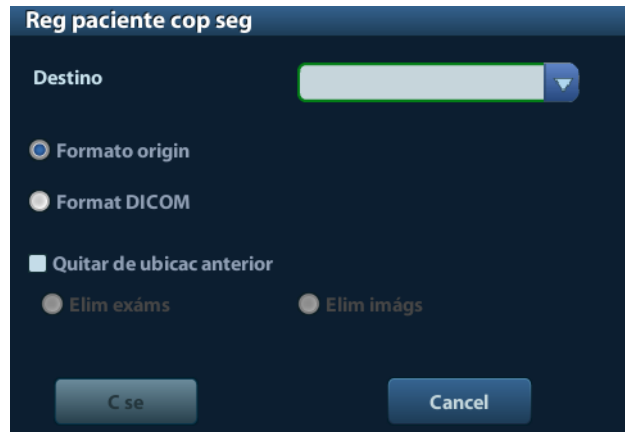 Reg paciente cop seg
Destino
Formato origin
Format DICOM
Quitar de ubicac anterior
Elim exáms Elim imágs
C se Cancel